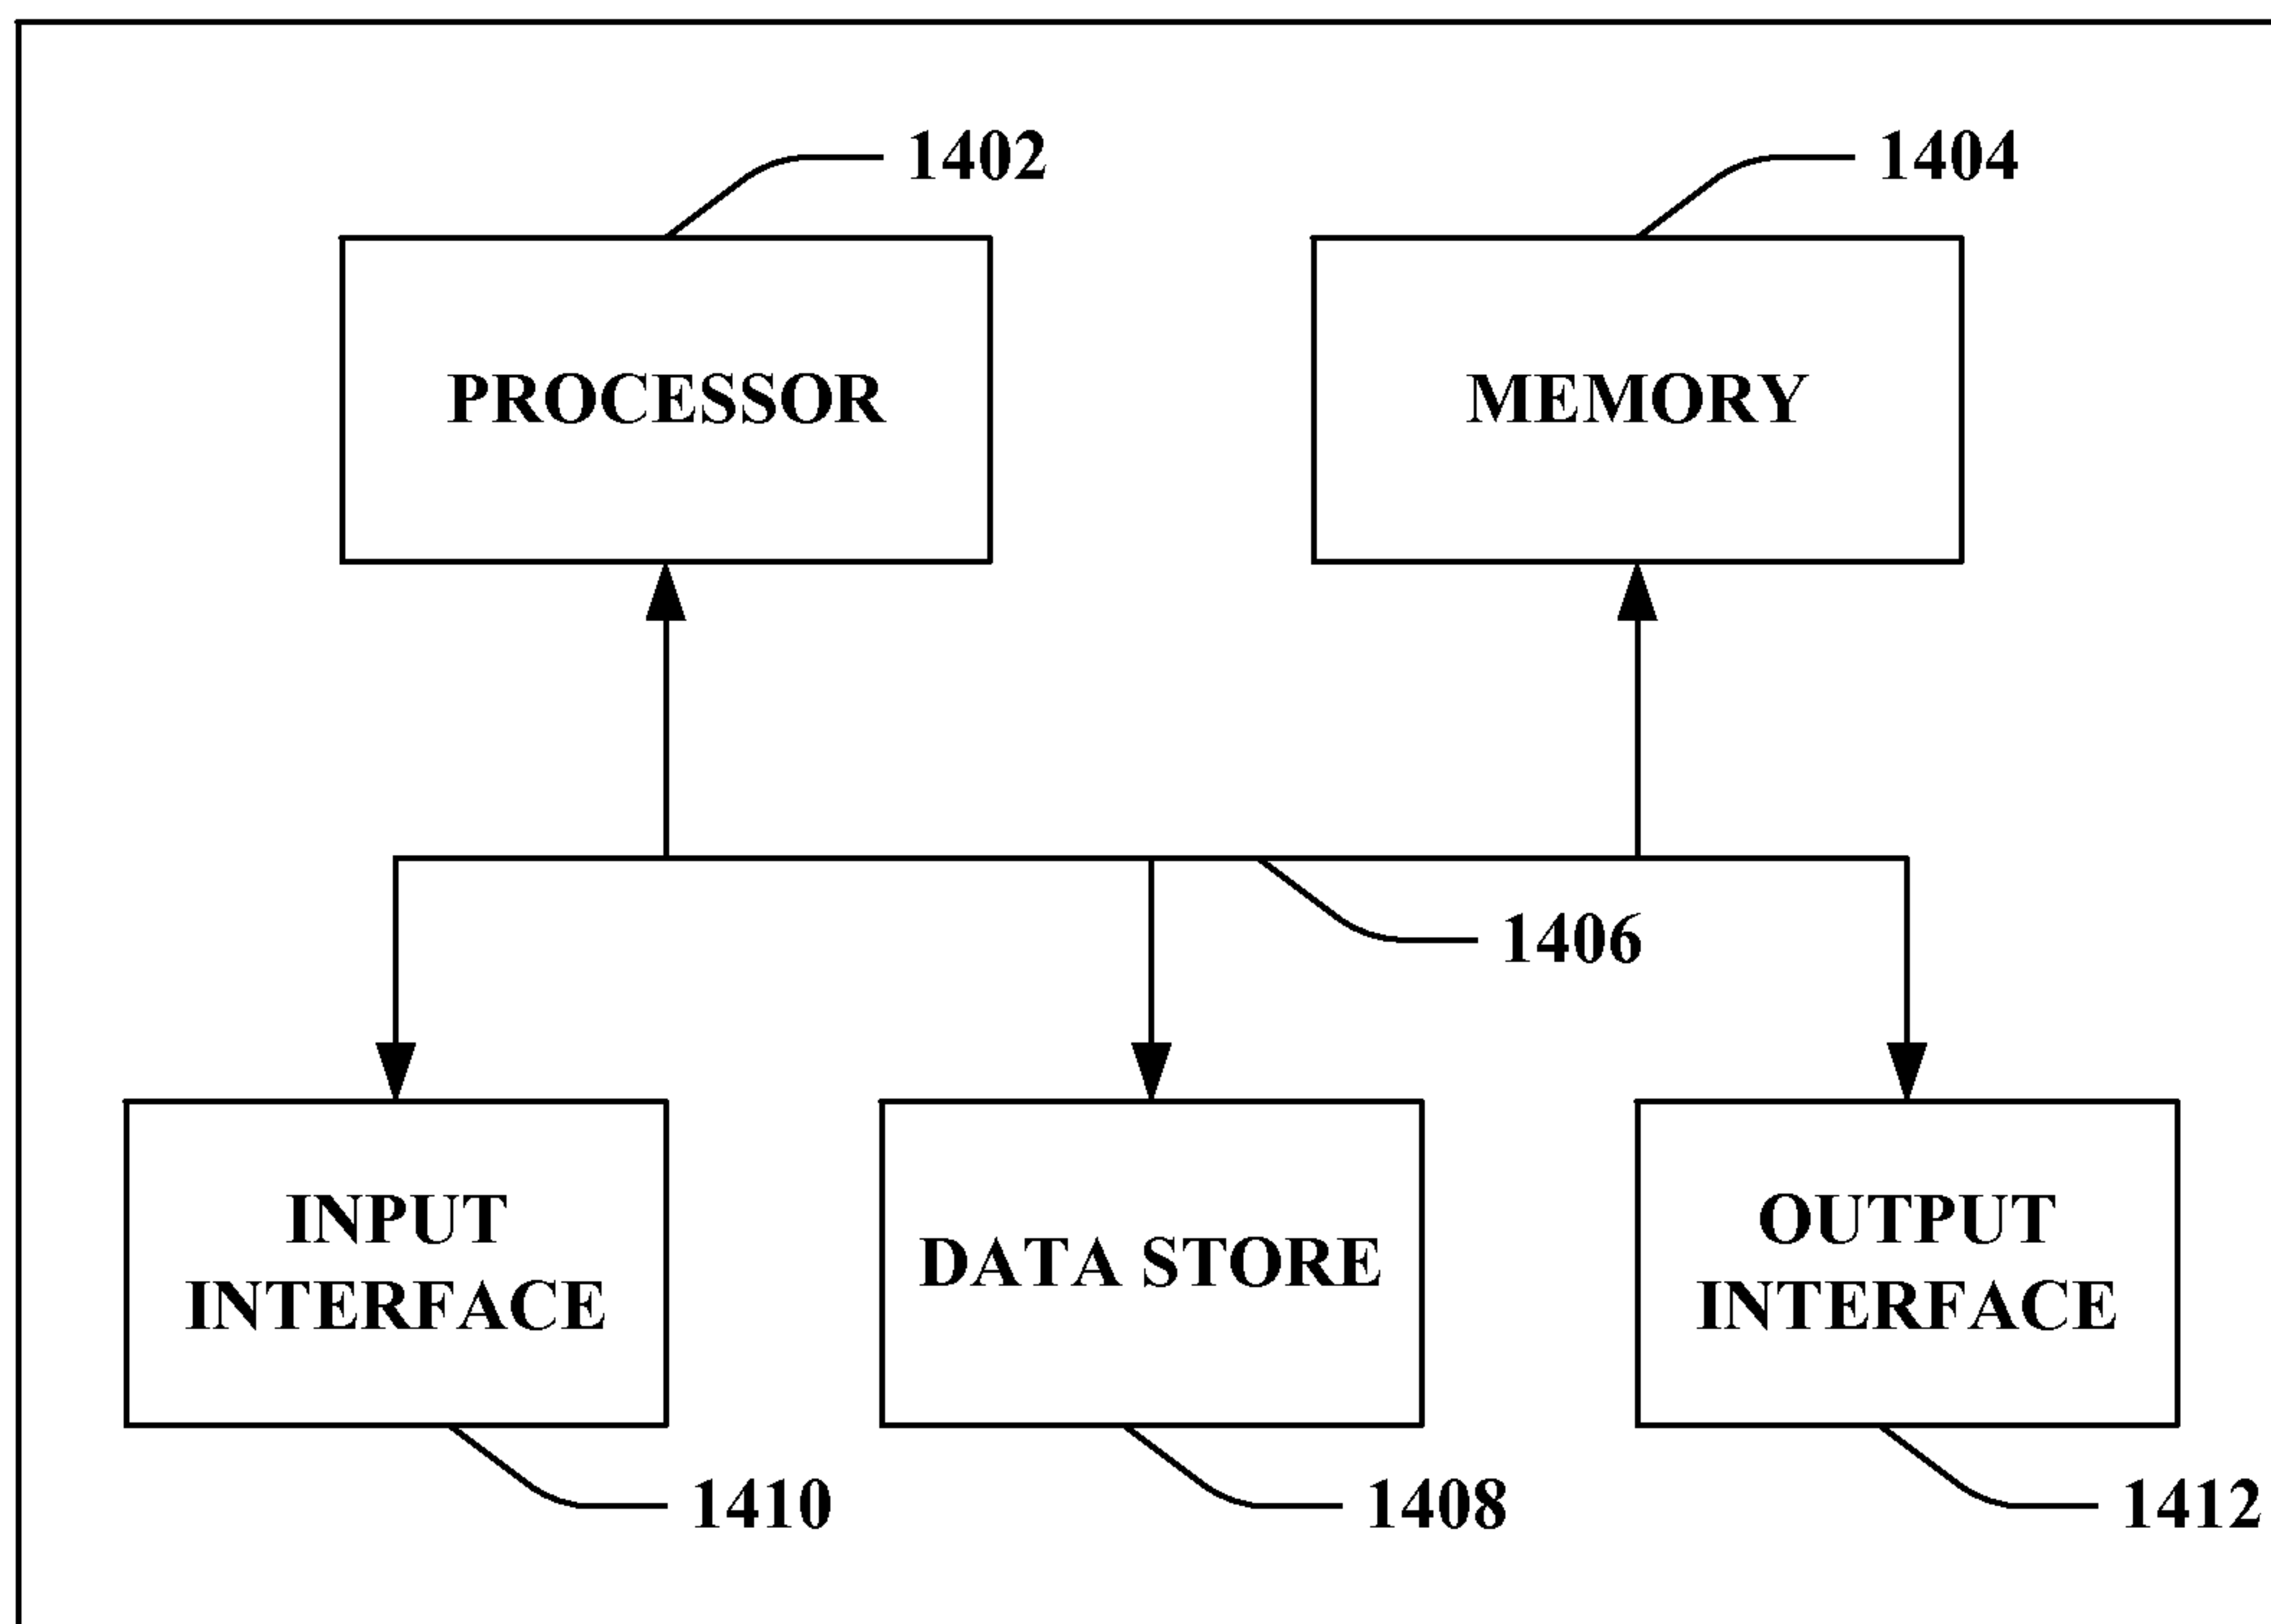 1402
1404
PROCESSOR
MEMORY
1406
INPUT
INTERFACE
DATA STORE
OUTPUT
INTERFACE
1410
1408
1412